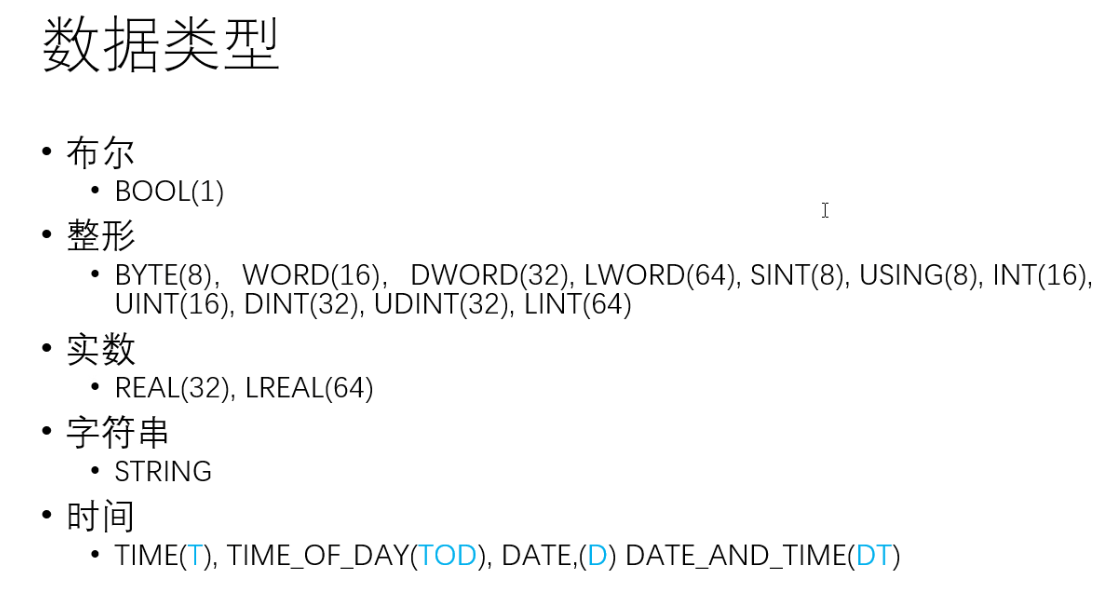 数据类型
• 布尔
• BOOL(1)
• 整形
• BYTE(8), WORD(16), DWORD(32), LWORD(64), SINT(8), USING(8), INT(16),
UINT(16), DINT(32), UDINT(32), LINT(64)
• 实数
• REAL(32), LREAL(64)
• 字符串
• STRING
• 时间
• TIME(T), TIME_OF_DAY(TOD), DATE,(D) DATE_AND_TIME(DT)